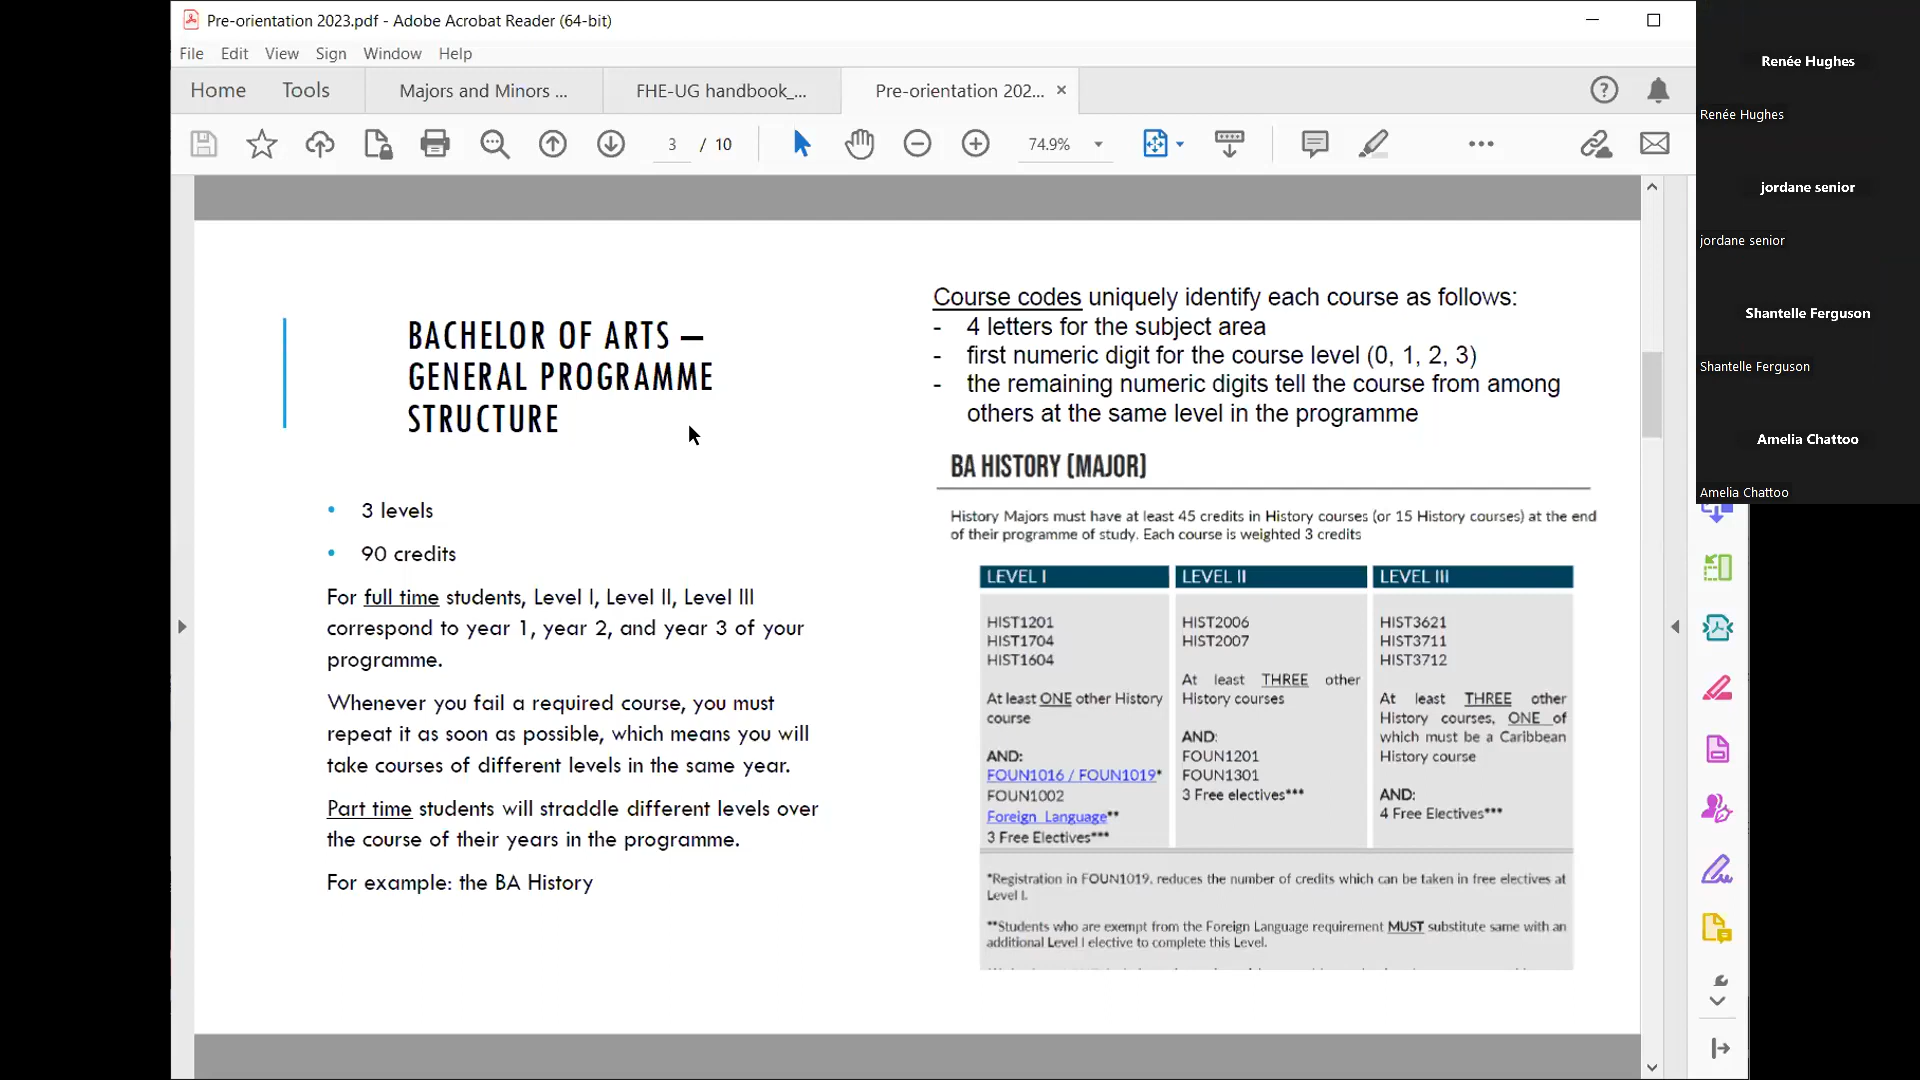 Pre-orientation 2023.pdf - Adobe Acrobat Reader (64-bit)
File Edit View Sign Window Help
Home Tools Majors and Minors ... FHE-UG handbook_... Pre-orientation 202... ×
3 / 10 74.9%
BACHELOR OF ARTS –
GENERAL PROGRAMME
STRUCTURE
• 3 levels
• 90 credits
For full time students, Level I, Level II, Level III
correspond to year 1, year 2, and year 3 of your
programme.
Whenever you fail a required course, you must
repeat it as soon as possible, which means you will
take courses of different levels in the same year.
Part time students will straddle different levels over
the course of their years in the programme.
For example: the BA History
Course codes uniquely identify each course as follows:
- 4 letters for the subject area
- first numeric digit for the course level (0, 1, 2, 3)
- the remaining numeric digits tell the course from among
others at the same level in the programme
BA HISTORY (MAJOR)
History Majors must have at least 45 credits in History courses (or 15 History courses) at the end
of their programme of study. Each course is weighted 3 credits
LEVEL I
HIST1201
HIST1704
HIST1604
At least ONE other History
course
AND:
FOUN1016 / FOUN1019*
FOUN1002
Foreign Language**
3 Free Electives***
LEVEL II
HIST2006
HIST2007
At least THREE other
History courses
AND:
FOUN1201
FOUN1301
3 Free electives***
LEVEL III
HIST3621
HIST3711
HIST3712
At least THREE other
History courses, ONE of
which must be a Caribbean
History course
AND:
4 Free Electives***
*Registration in FOUN1019, reduces the number of credits which can be taken in free electives at
Level I.
**Students who are exempt from the Foreign Language requirement MUST substitute same with an
additional Level I elective to complete this Level.
Renée Hughes
Renée Hughes
jordane senior
jordane senior
Shantelle Ferguson
Shantelle Ferguson
Amelia Chattoo
Amelia Chattoo